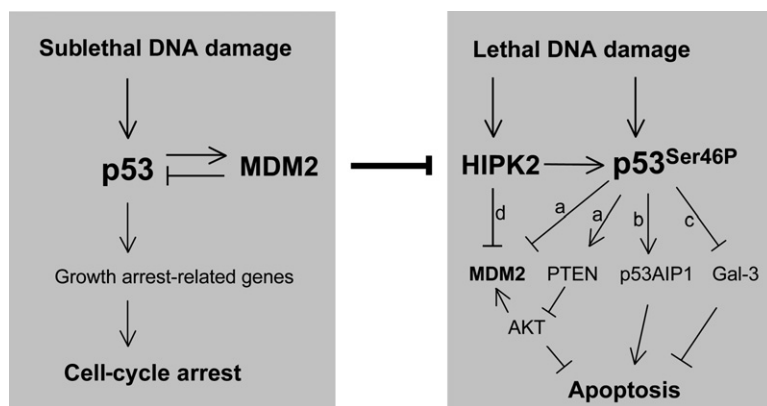 Sublethal DNA damage
p53
MDM2
Growth arrest-related genes
Cell-cycle arrest
Lethal DNA damage
HIPK2
p53Ser46P
d
a
a
b
c
MDM2
PTEN
p53AIP1
Gal-3
AKT
Apoptosis